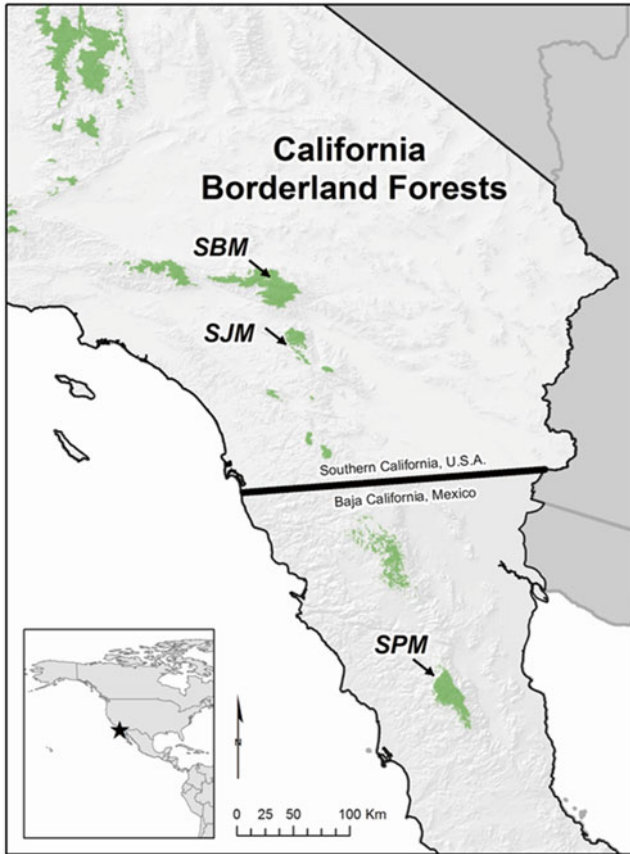 California
Borderland Forests
SBM
SJM
Southern California, U.S.A.
Baja California, Mexico
SPM
N
0 25 50 100 Km